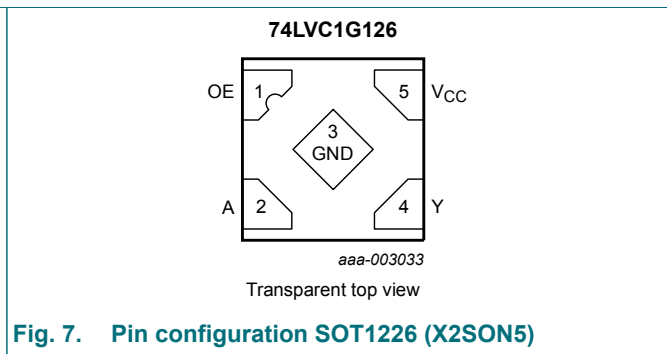 74LVC1G126
OE 1 5 VCC
3
GND
A 2 4 Y
aaa-003033
Transparent top view
Fig. 7. Pin configuration SOT1226 (X2SON5)